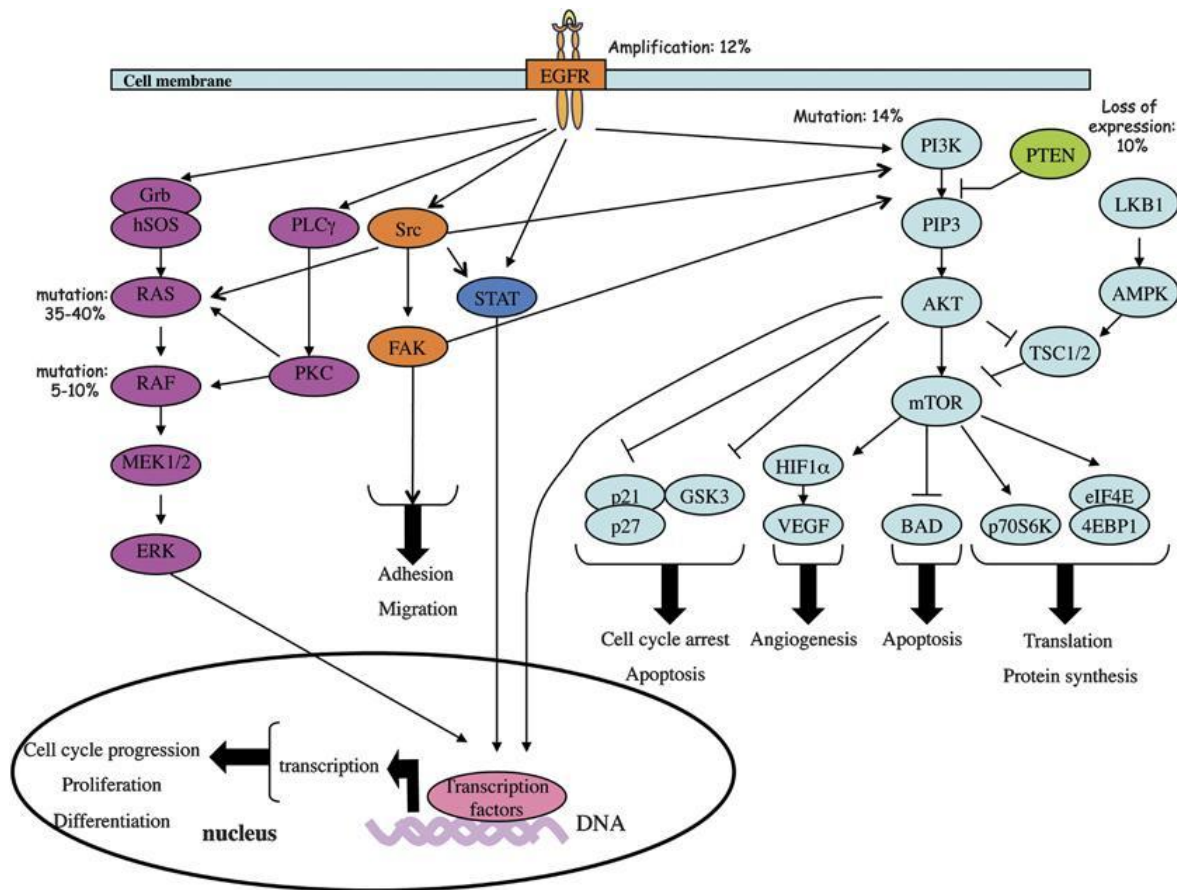 Amplification: 12%
EGFR
Cell membrane
Mutation: 14%
Loss of
expression:
10%
PI3K
PTEN
Grb
hSOS
PLCγ
Src
PIP3
LKB1
mutation:
35-40%
RAS
STAT
AKT
AMPK
FAK
TSC1/2
mutation:
5-10%
RAF
PKC
mTOR
MEK1/2
HIF1α
p21
GSK3
eIF4E
p27
VEGF
BAD
p70S6K
4EBP1
ERK
Adhesion
Migration
Cell cycle arrest
Apoptosis
Angiogenesis
Apoptosis
Translation
Protein synthesis
Cell cycle progression
Proliferation
Differentiation
transcription
Transcription
factors
DNA
nucleus